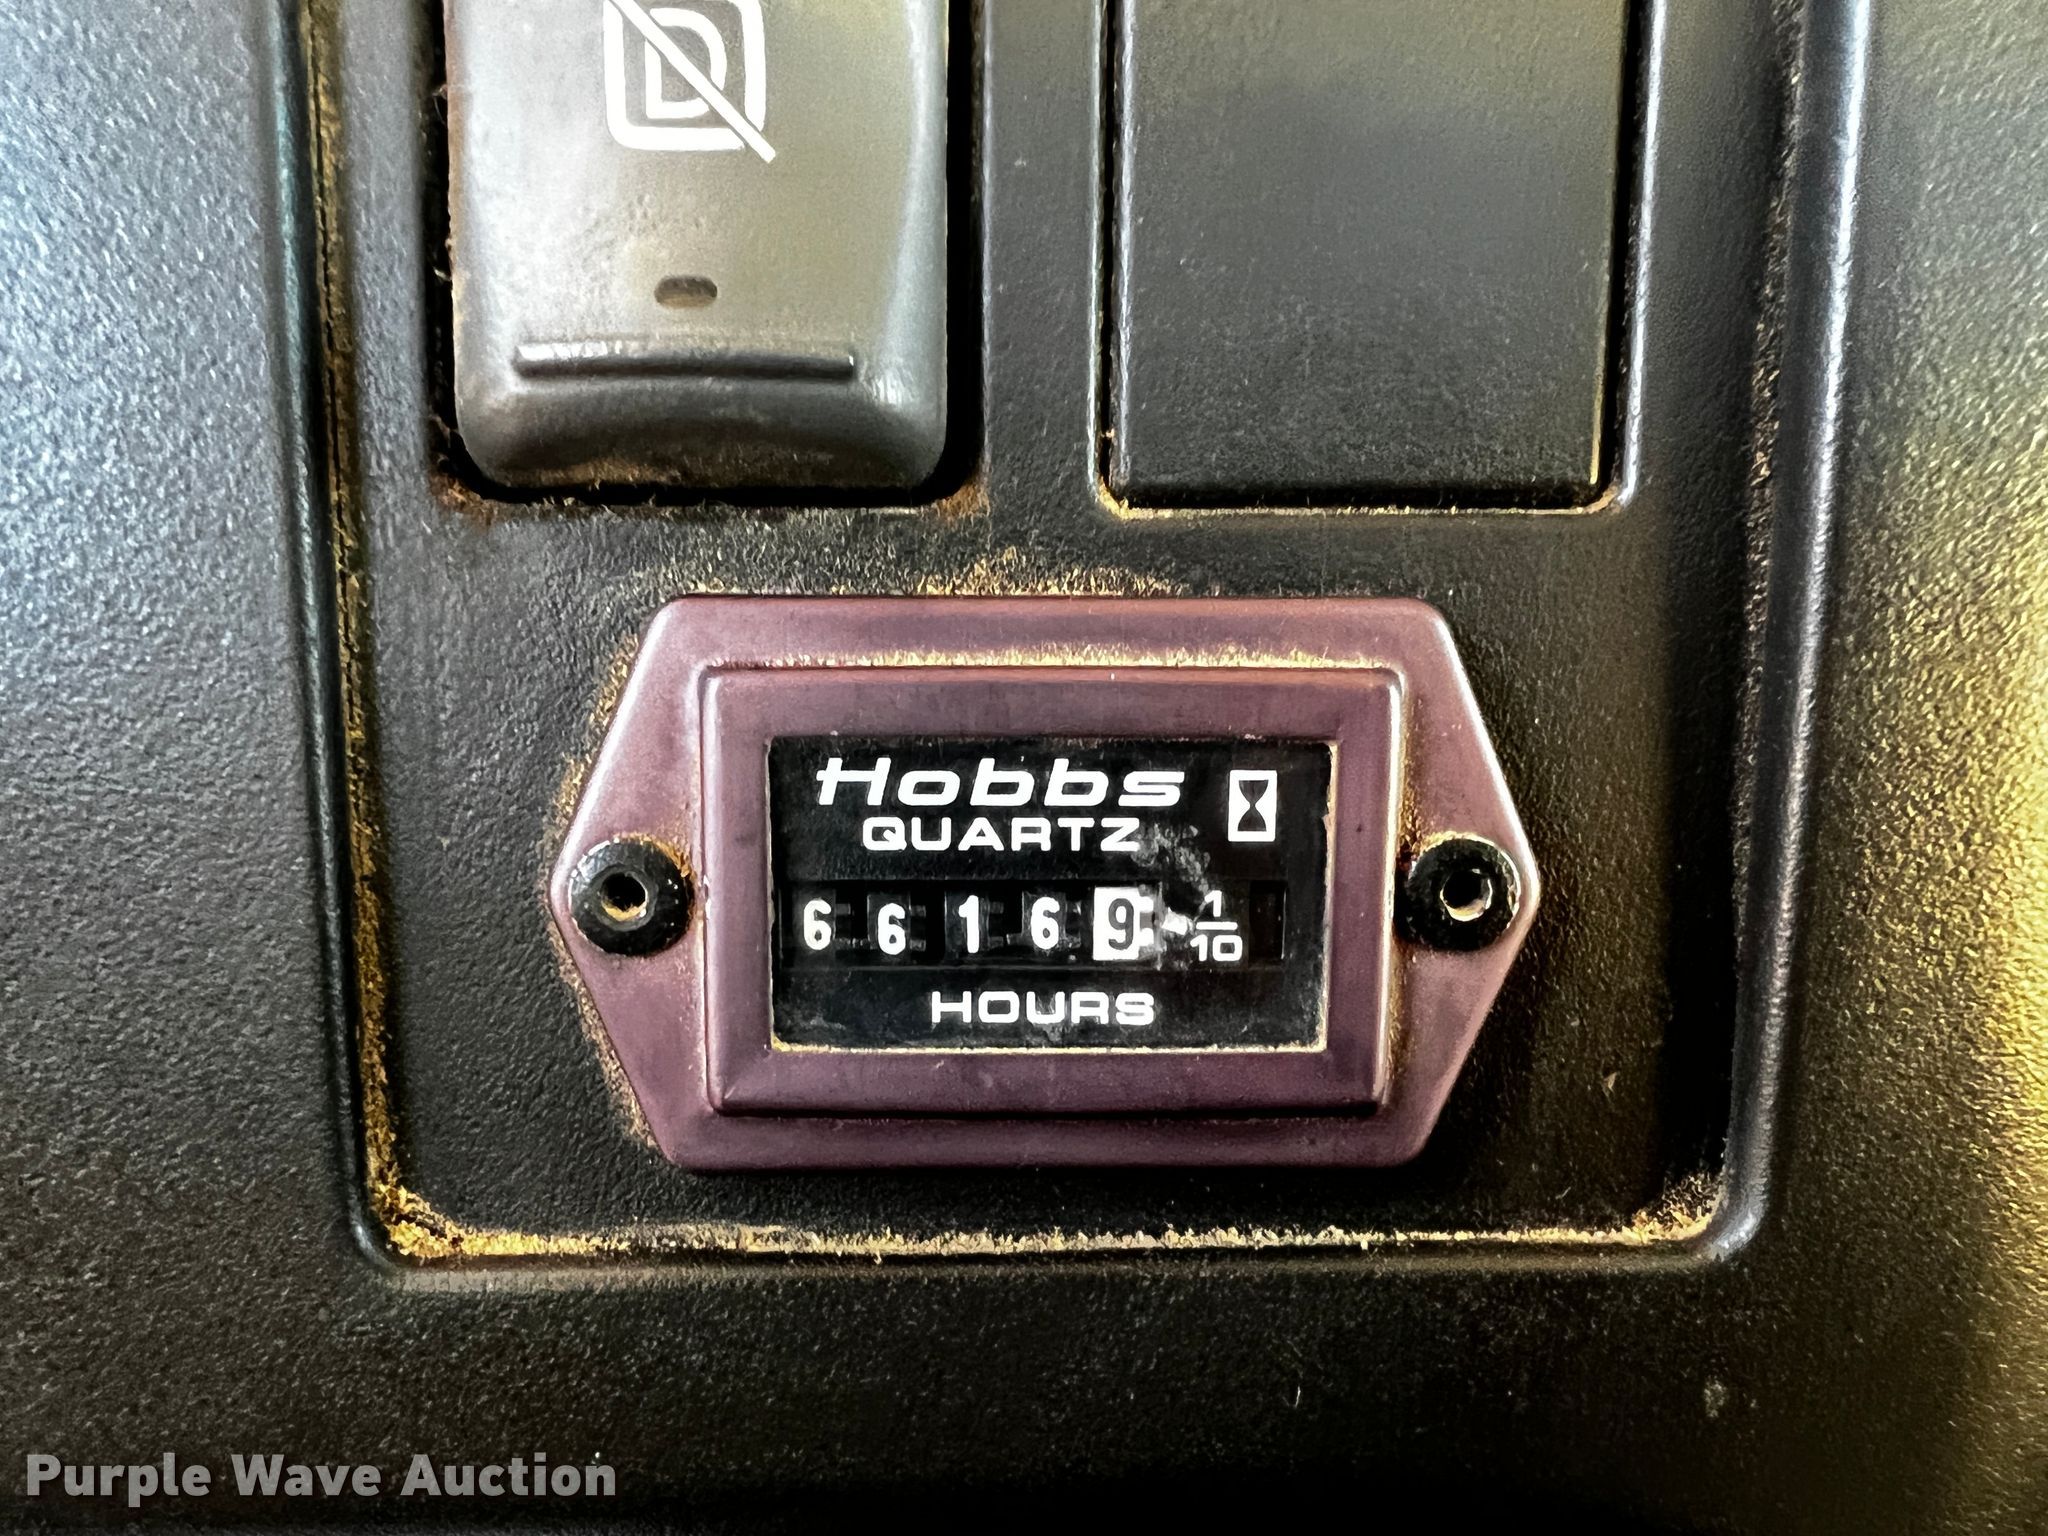 D
Hobbs
QUARTZ
6 6 1 6 9 1/10
HOURS
Purple Wave Auction